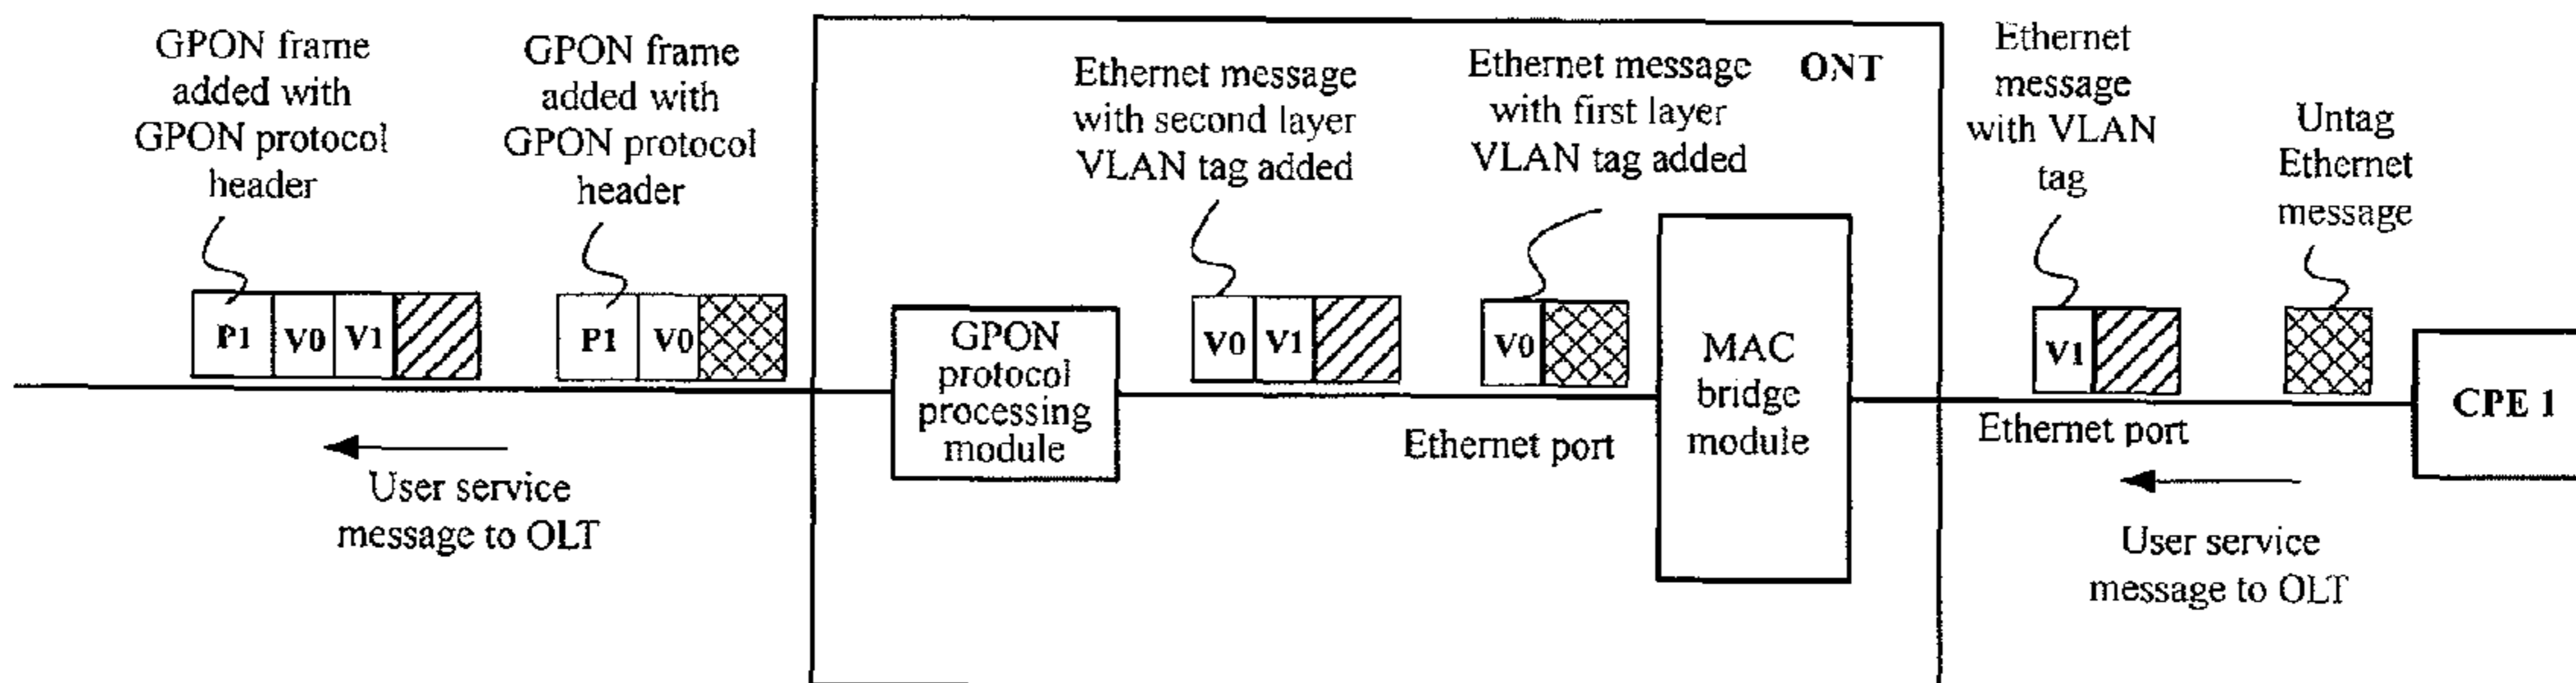 GPON frame
added with
GPON protocol
header
GPON frame
added with
GPON protocol
header
Ethernet message
with second layer
VLAN tag added
Ethernet message
with first layer
VLAN tag added
ONT
Ethernet
message
with VLAN
tag
Untag
Ethernet
message
P1 V0 V1
P1 V0
GPON
protocol
processing
module
V0 V1
V0
MAC
bridge
module
V1
CPE 1
Ethernet port
Ethernet port
User service
message to OLT
User service
message to OLT